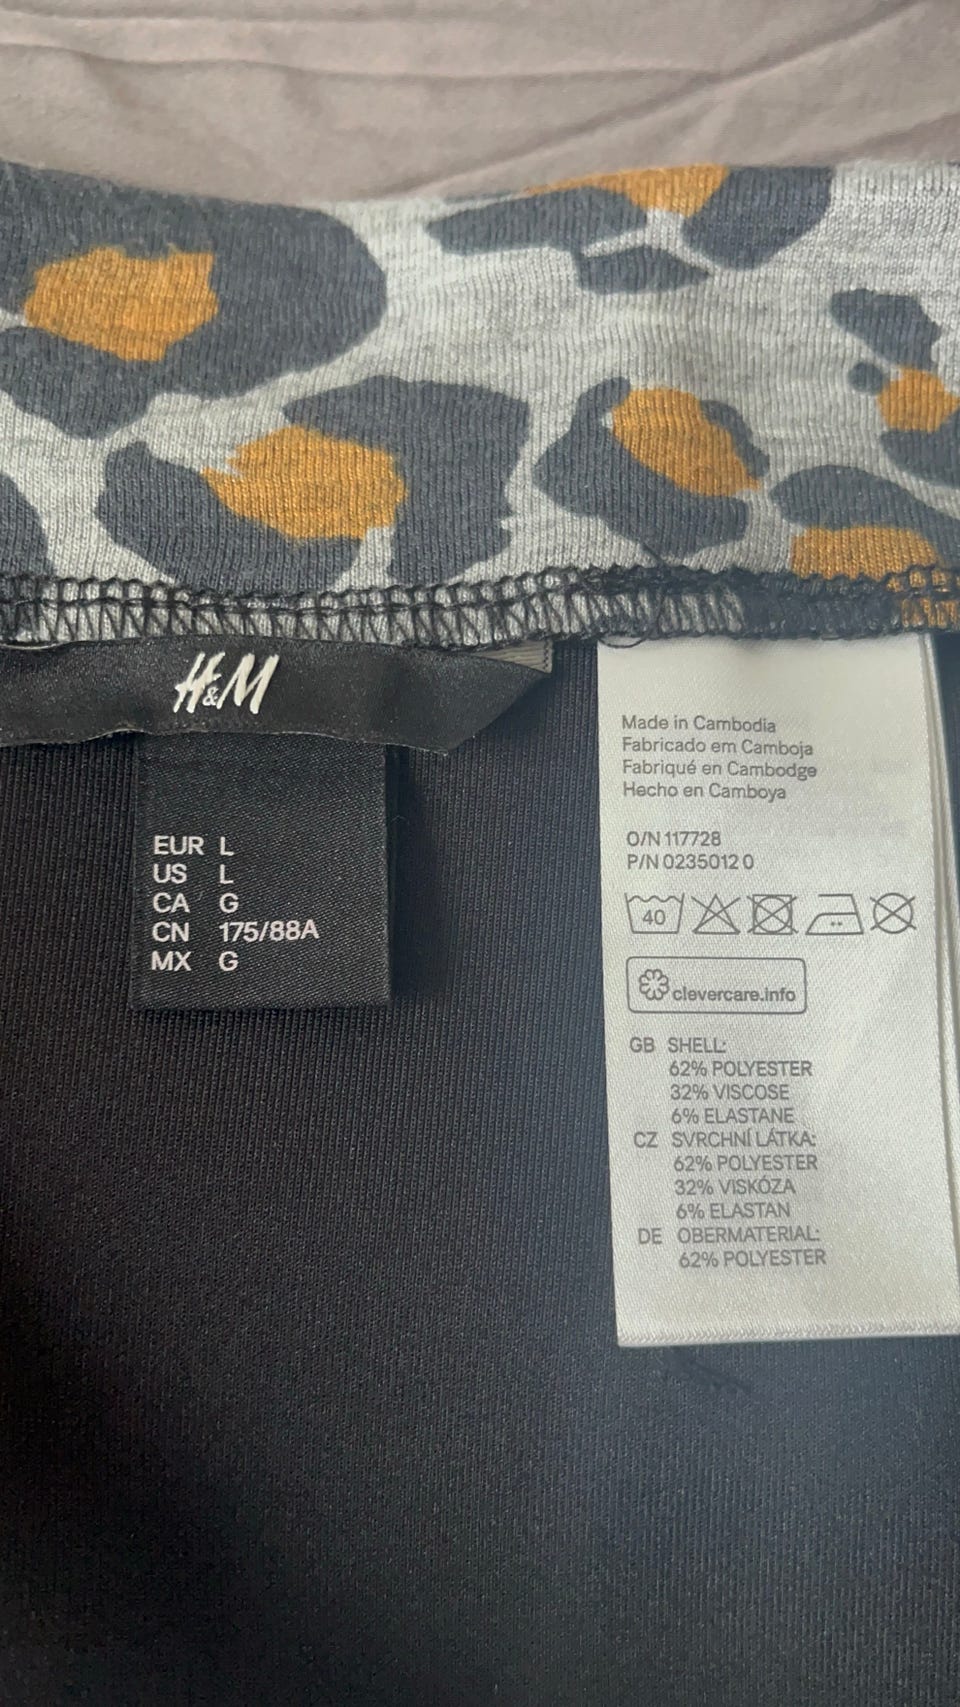 H&M
EUR L
US L
CA G
CN 175/88A
MX G
Made in Cambodia
Fabricado em Camboja
Fabriqué en Cambodge
Hecho en Camboya
O/N 117728
P/N 0235012 0
40
clevercare.info
GB SHELL:
62% POLYESTER
32% VISCOSE
6% ELASTANE
CZ SVRCHNÍ LÁTKA:
62% POLYESTER
32% VISKÓZA
6% ELASTAN
DE OBERMATERIAL:
62% POLYESTER